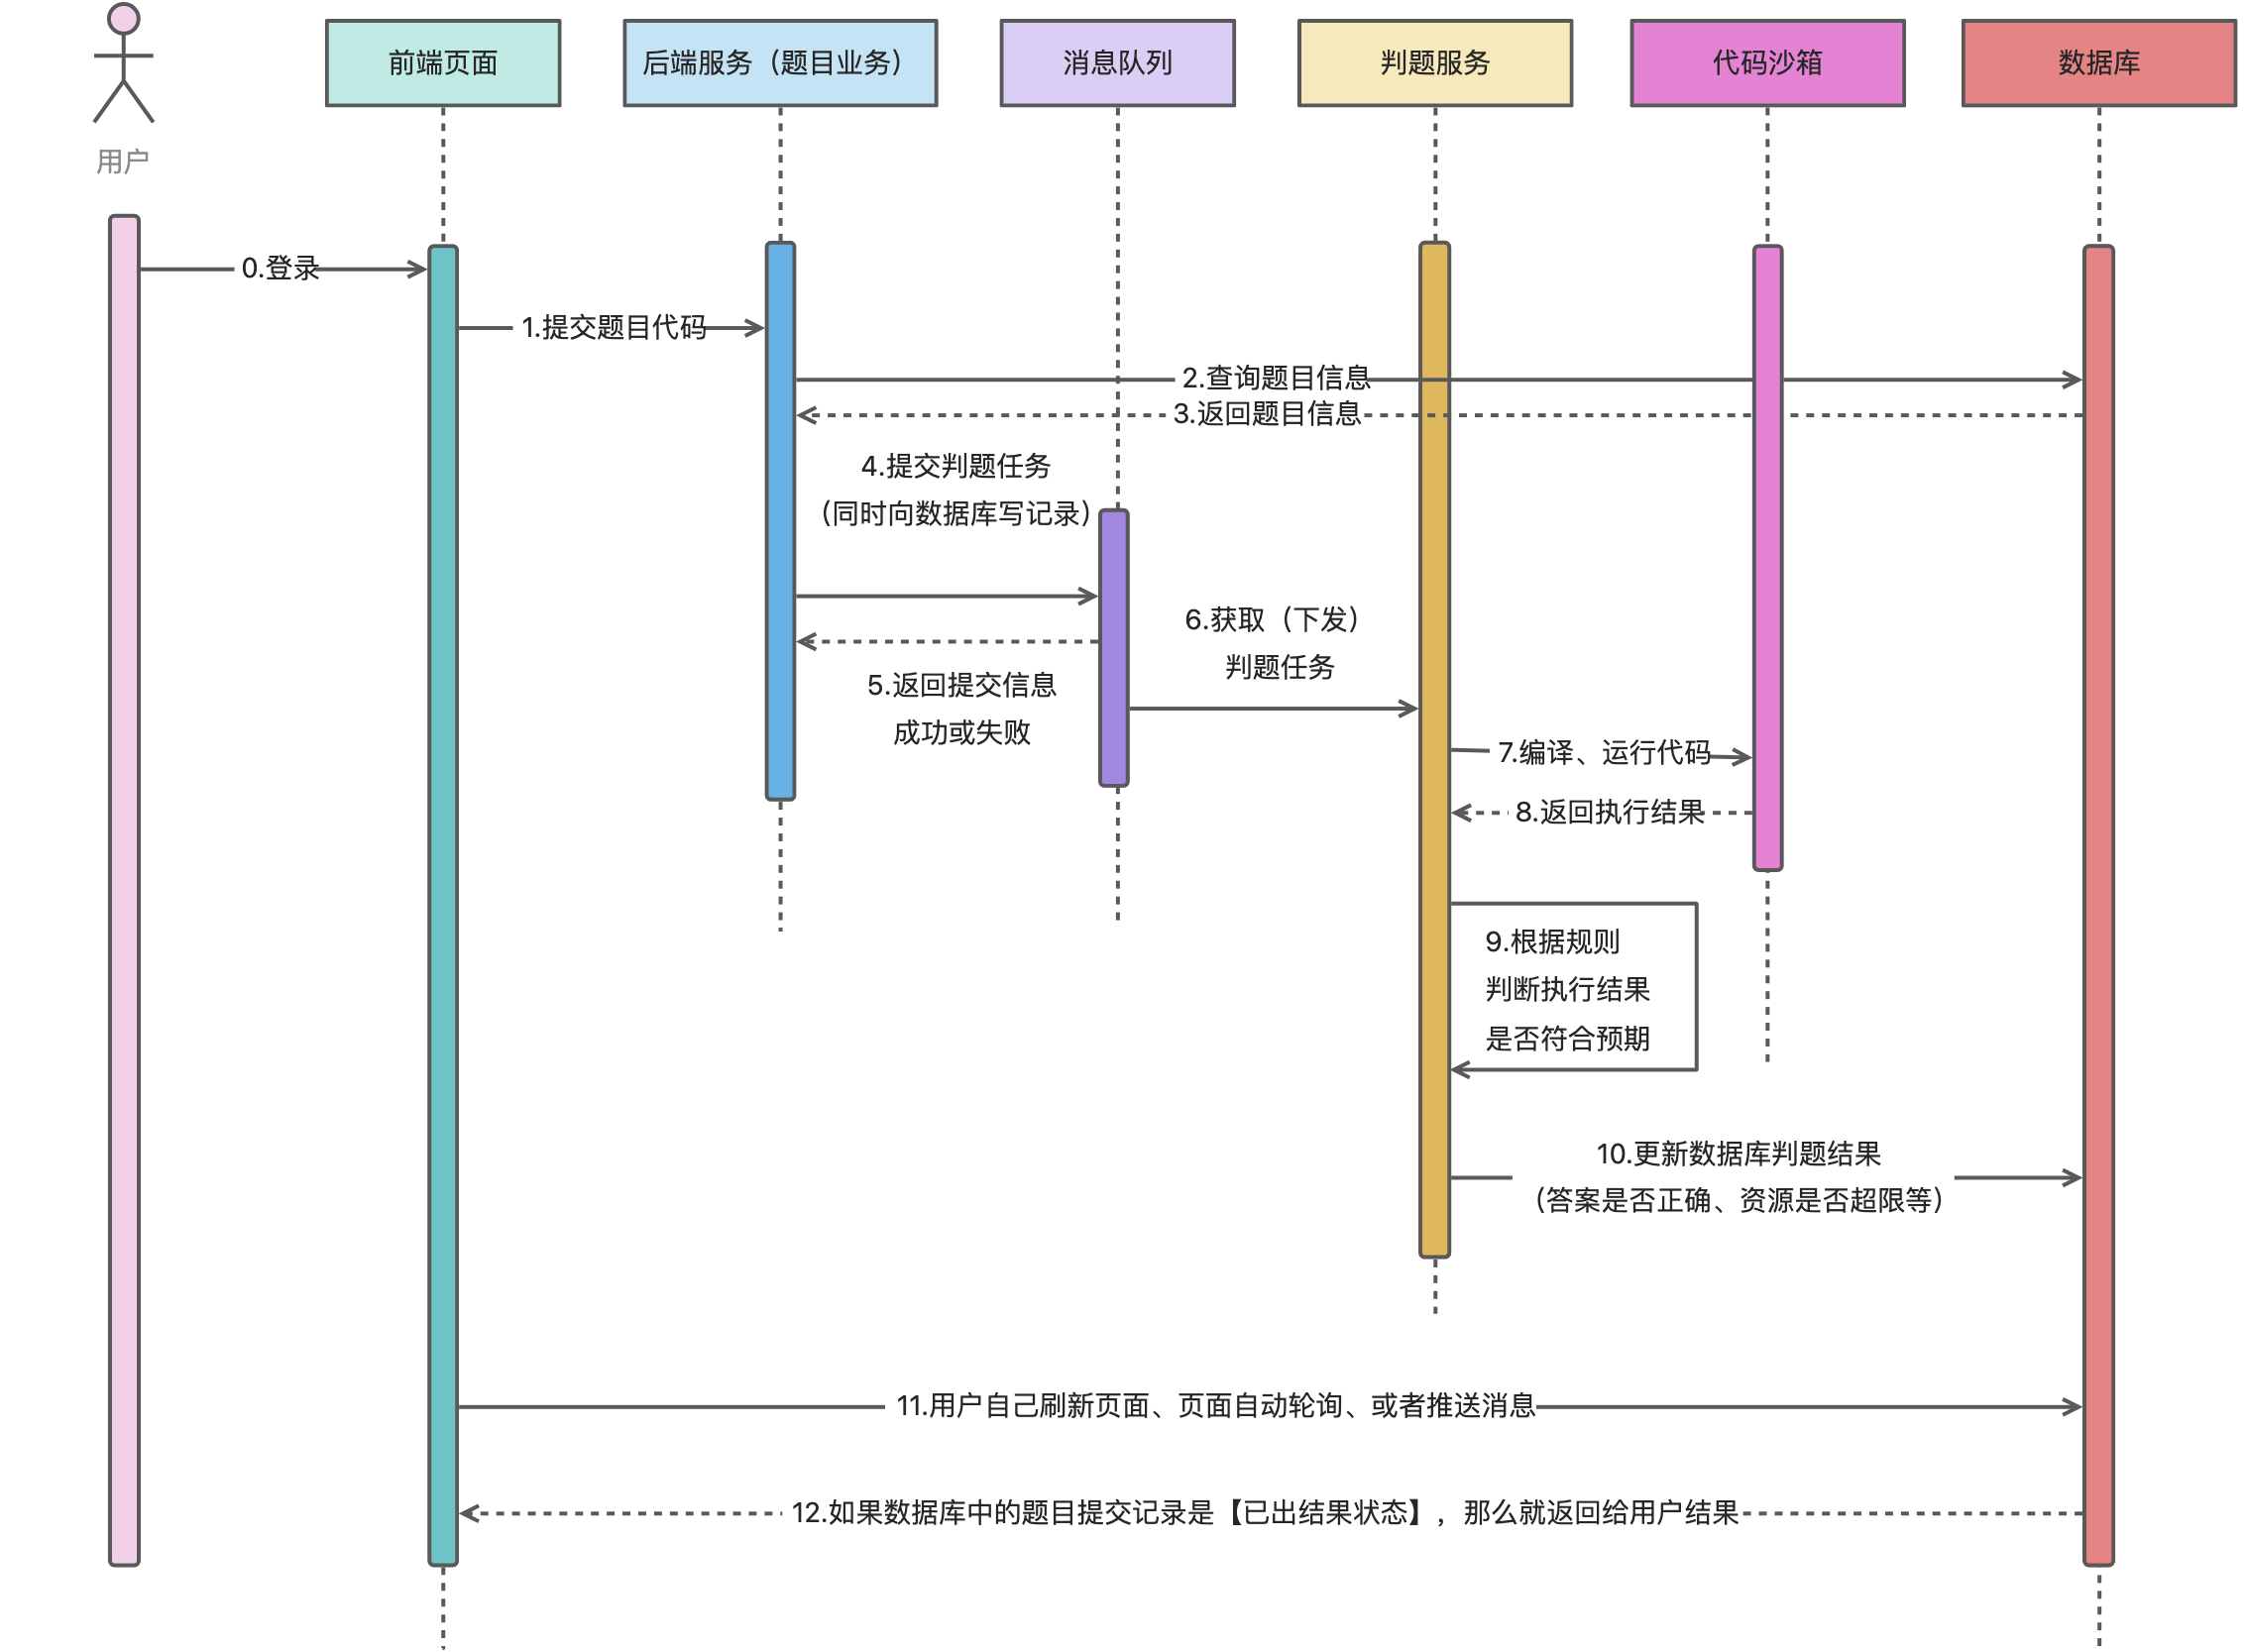 前端页面
后端服务（题目业务）
消息队列
判题服务
代码沙箱
数据库
用户
0.登录
1.提交题目代码
2.查询题目信息
3.返回题目信息
4.提交判题任务
（同时向数据库写记录）
6.获取（下发）
判题任务
5.返回提交信息
成功或失败
7.编译、运行代码
8.返回执行结果
9.根据规则
判断执行结果
是否符合预期
10.更新数据库判题结果
（答案是否正确、资源是否超限等）
11.用户自己刷新页面、页面自动轮询、或者推送消息
12.如果数据库中的题目提交记录是【已出结果状态】，那么就返回给用户结果